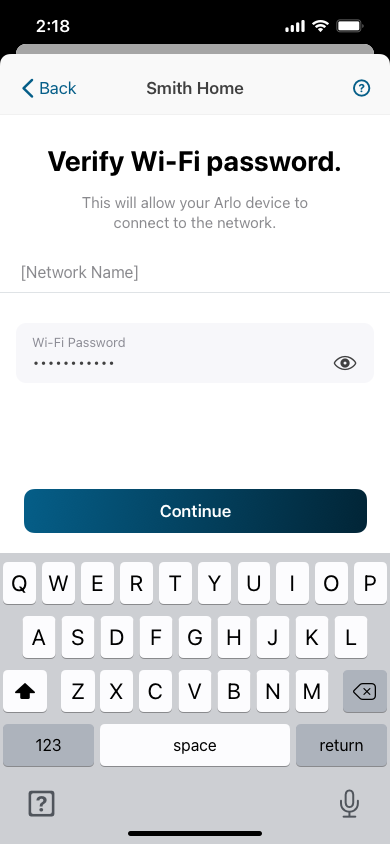 2:18
Back
Smith Home
?
Verify Wi-Fi password.
This will allow your Arlo device to
connect to the network.
[Network Name]
Wi-Fi Password
•••••••••••
Continue
Q W E R T Y U I O P
A S D F G H J K L
Z X C V B N M
123 space return
?